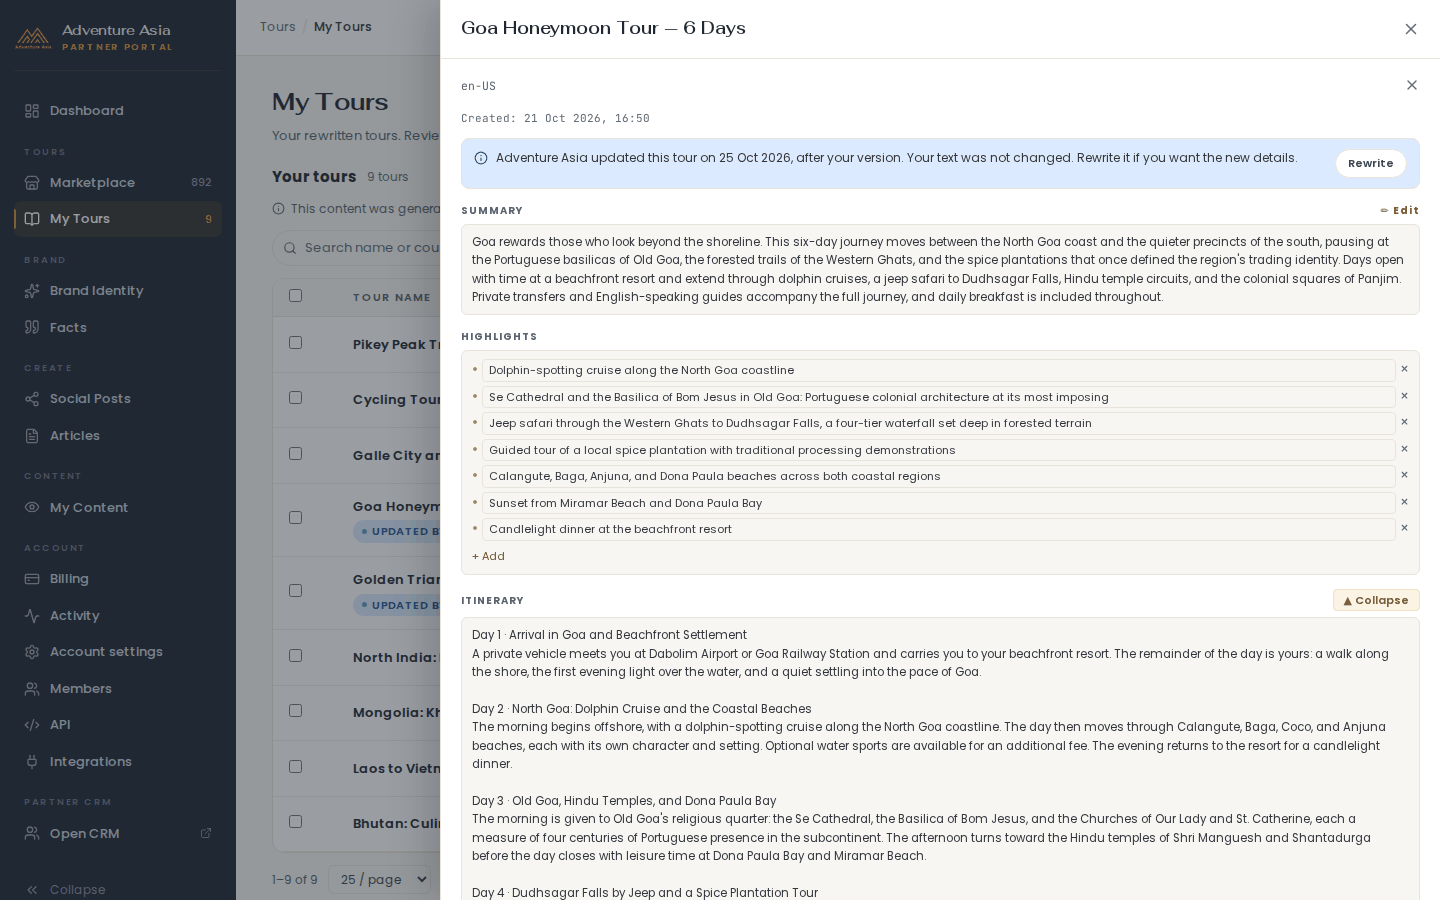 Adventure Asia
PARTNER PORTAL
Dashboard
TOURS
Marketplace 892
My Tours 9
BRAND
Brand Identity
Facts
CREATE
Social Posts
Articles
CONTENT
My Content
ACCOUNT
Billing
Activity
Account settings
Members
API
Integrations
PARTNER CRM
Open CRM
Collapse
Tours / My Tours
My Tours
Your rewritten tours. Revie
Your tours 9 tours
This content was genera
Search name or cou
TOUR NAME
Pikey Peak Tr
Cycling Tour
Galle City ar
Goa Honeym
UPDATED B
Golden Trian
UPDATED B
North India:
Mongolia: Kh
Laos to Vietn
Bhutan: Culi
1–9 of 9 25 / page
Goa Honeymoon Tour — 6 Days
en-US
Created: 21 Oct 2026, 16:50
Adventure Asia updated this tour on 25 Oct 2026, after your version. Your text was not changed. Rewrite it if you want the new details.
Rewrite
SUMMARY
✏ Edit
Goa rewards those who look beyond the shoreline. This six-day journey moves between the North Goa coast and the quieter precincts of the south, pausing at
the Portuguese basilicas of Old Goa, the forested trails of the Western Ghats, and the spice plantations that once defined the region's trading identity. Days open
with time at a beachfront resort and extend through dolphin cruises, a jeep safari to Dudhsagar Falls, Hindu temple circuits, and the colonial squares of Panjim.
Private transfers and English-speaking guides accompany the full journey, and daily breakfast is included throughout.
HIGHLIGHTS
• Dolphin-spotting cruise along the North Goa coastline ×
• Se Cathedral and the Basilica of Bom Jesus in Old Goa: Portuguese colonial architecture at its most imposing ×
• Jeep safari through the Western Ghats to Dudhsagar Falls, a four-tier waterfall set deep in forested terrain ×
• Guided tour of a local spice plantation with traditional processing demonstrations ×
• Calangute, Baga, Anjuna, and Dona Paula beaches across both coastal regions ×
• Sunset from Miramar Beach and Dona Paula Bay ×
• Candlelight dinner at the beachfront resort ×
+ Add
ITINERARY
▲ Collapse
Day 1 · Arrival in Goa and Beachfront Settlement
A private vehicle meets you at Dabolim Airport or Goa Railway Station and carries you to your beachfront resort. The remainder of the day is yours: a walk along
the shore, the first evening light over the water, and a quiet settling into the pace of Goa.
Day 2 · North Goa: Dolphin Cruise and the Coastal Beaches
The morning begins offshore, with a dolphin-spotting cruise along the North Goa coastline. The day then moves through Calangute, Baga, Coco, and Anjuna
beaches, each with its own character and setting. Optional water sports are available for an additional fee. The evening returns to the resort for a candlelight
dinner.
Day 3 · Old Goa, Hindu Temples, and Dona Paula Bay
The morning is given to Old Goa's religious quarter: the Se Cathedral, the Basilica of Bom Jesus, and the Churches of Our Lady and St. Catherine, each a
measure of four centuries of Portuguese presence in the subcontinent. The afternoon turns toward the Hindu temples of Shri Manguesh and Shantadurga
before the day closes with leisure time at Dona Paula Bay and Miramar Beach.
Day 4 · Dudhsagar Falls by Jeep and a Spice Plantation Tour